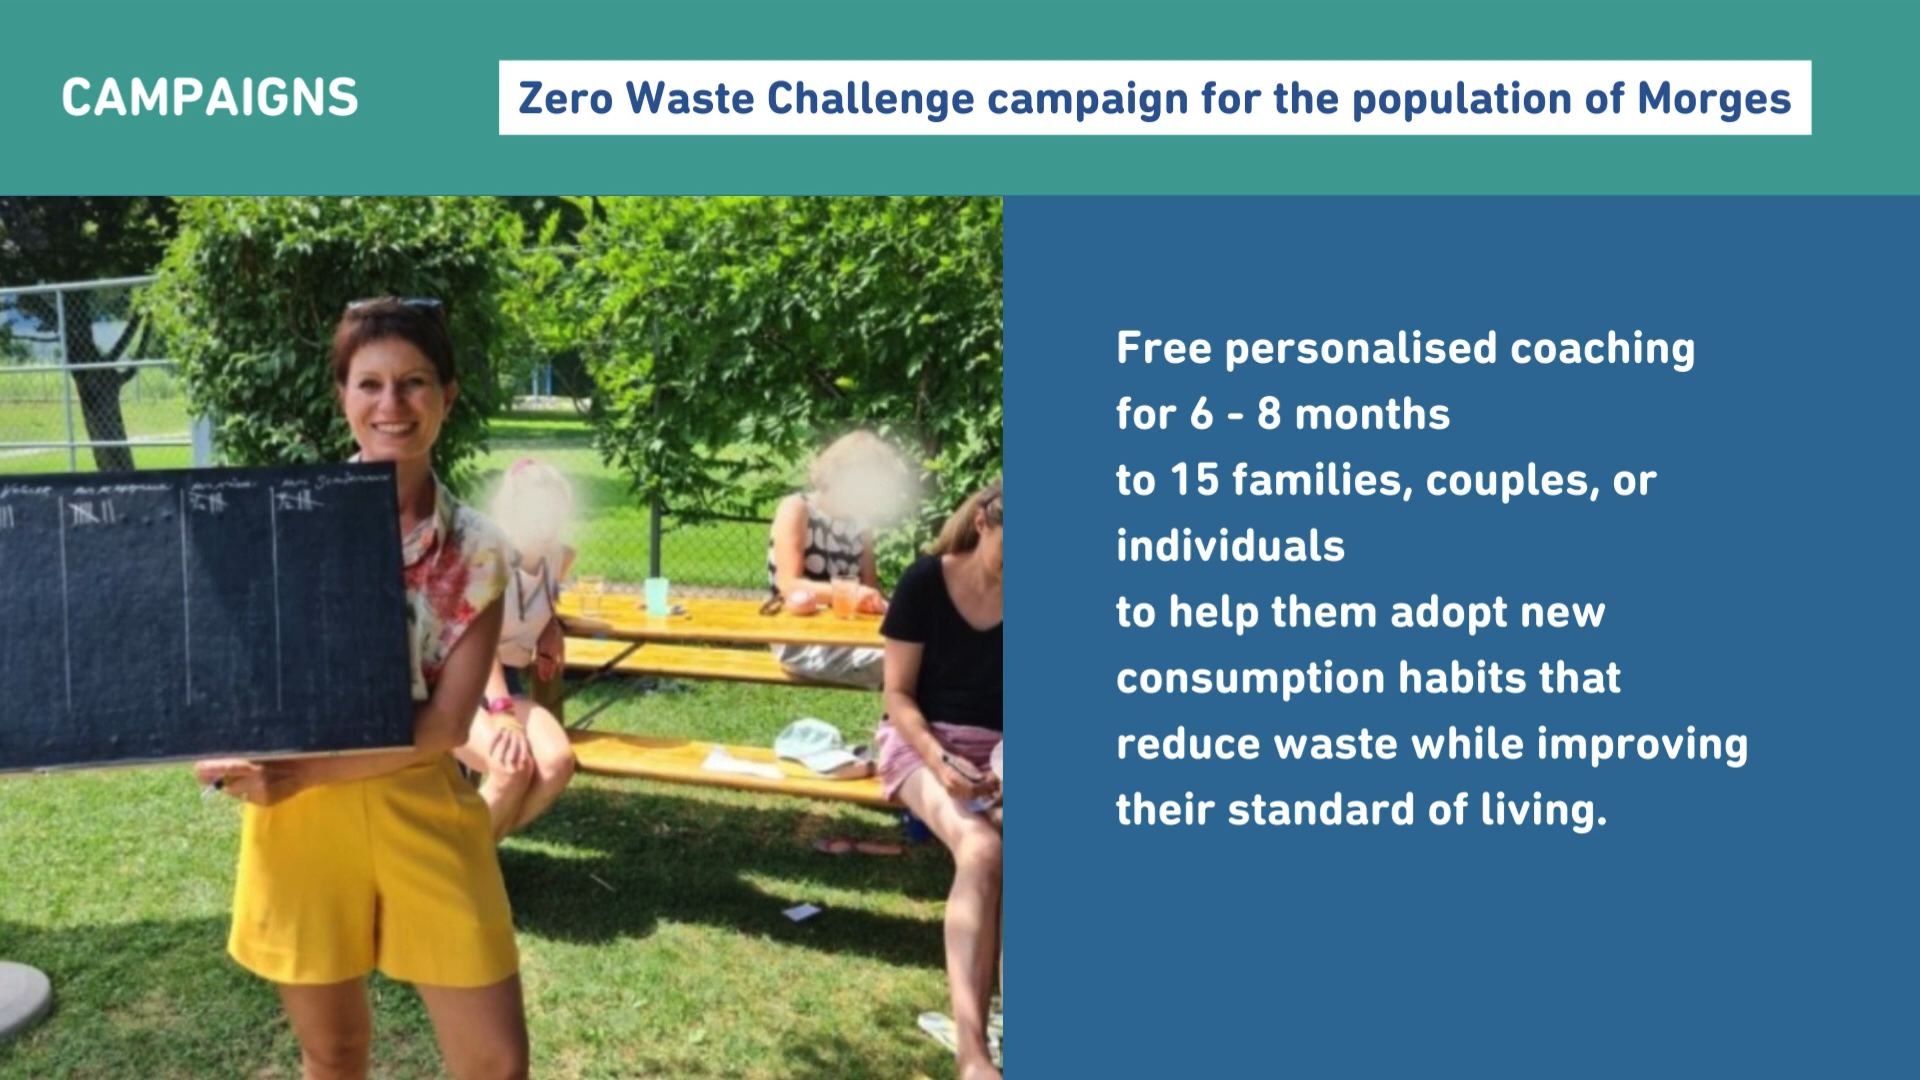 CAMPAIGNS
Zero Waste Challenge campaign for the population of Morges
Free personalised coaching
for 6 - 8 months
to 15 families, couples, or
individuals
to help them adopt new
consumption habits that
reduce waste while improving
their standard of living.